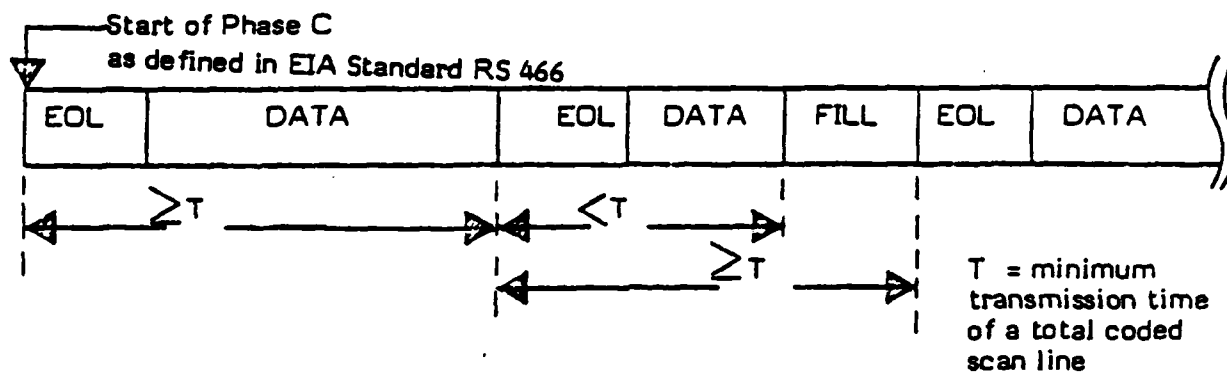 Start of Phase C
as defined in EIA Standard RS 466
EOL DATA EOL DATA FILL EOL DATA
≥T <T
≥T
T = minimum
transmission time
of a total coded
scan line